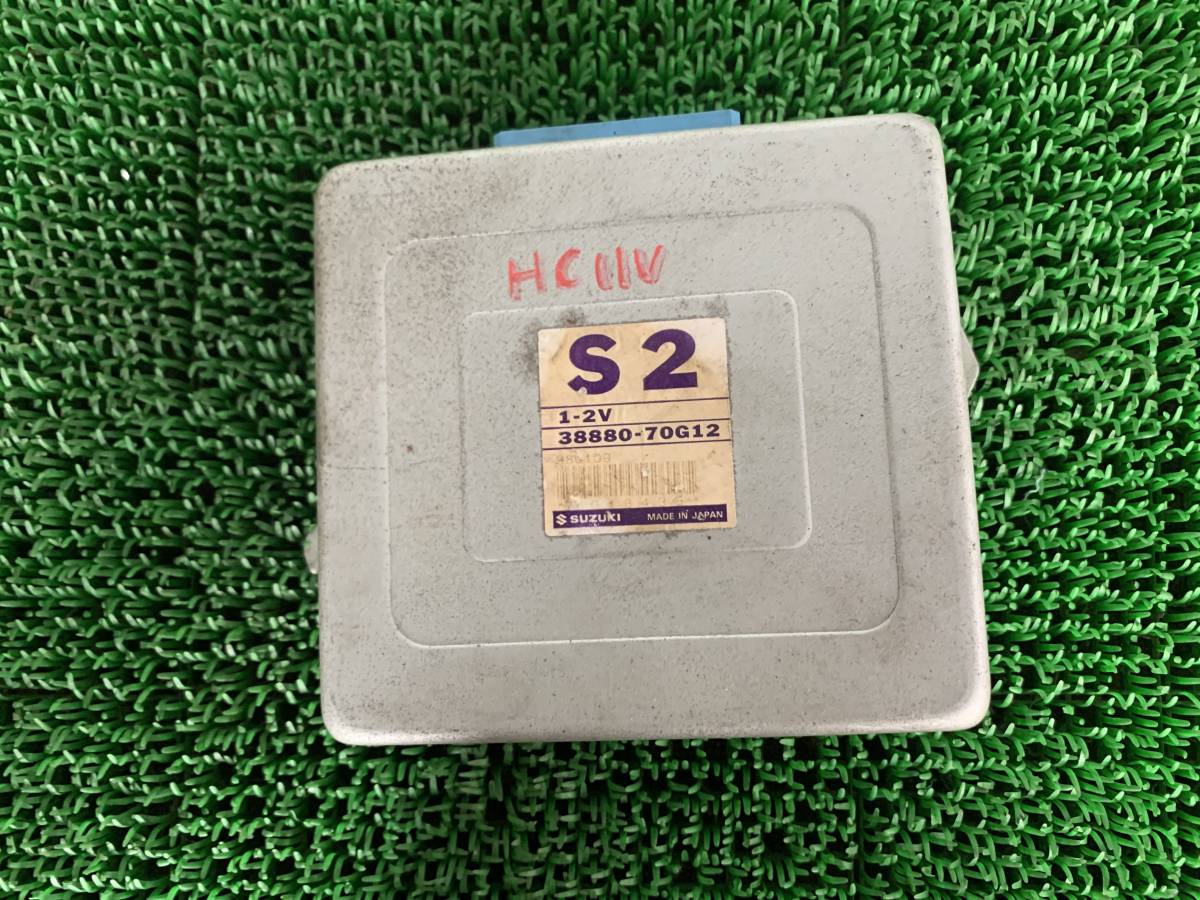 HC11V
S2
1-2V
38880-70G12
SUZUKI MADE IN JAPAN